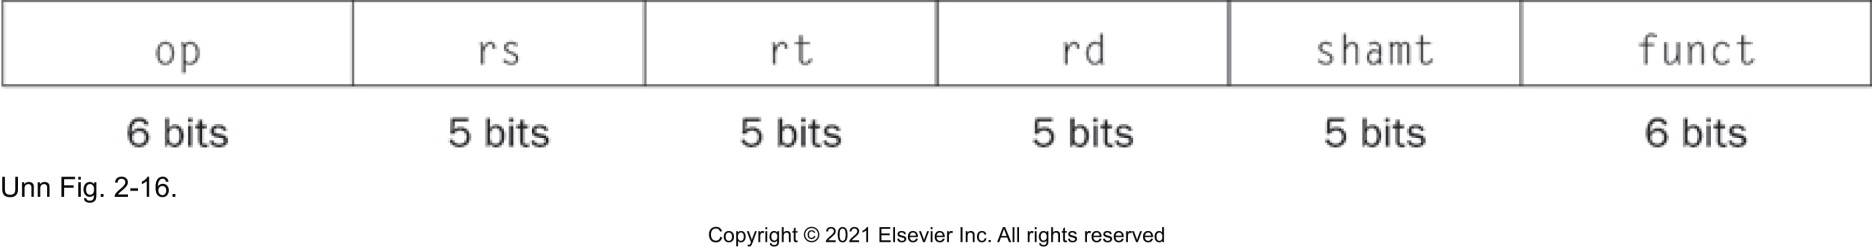 op rs rt rd shamt funct
6 bits 5 bits 5 bits 5 bits 5 bits 6 bits
Unn Fig. 2-16.
Copyright © 2021 Elsevier Inc. All rights reserved